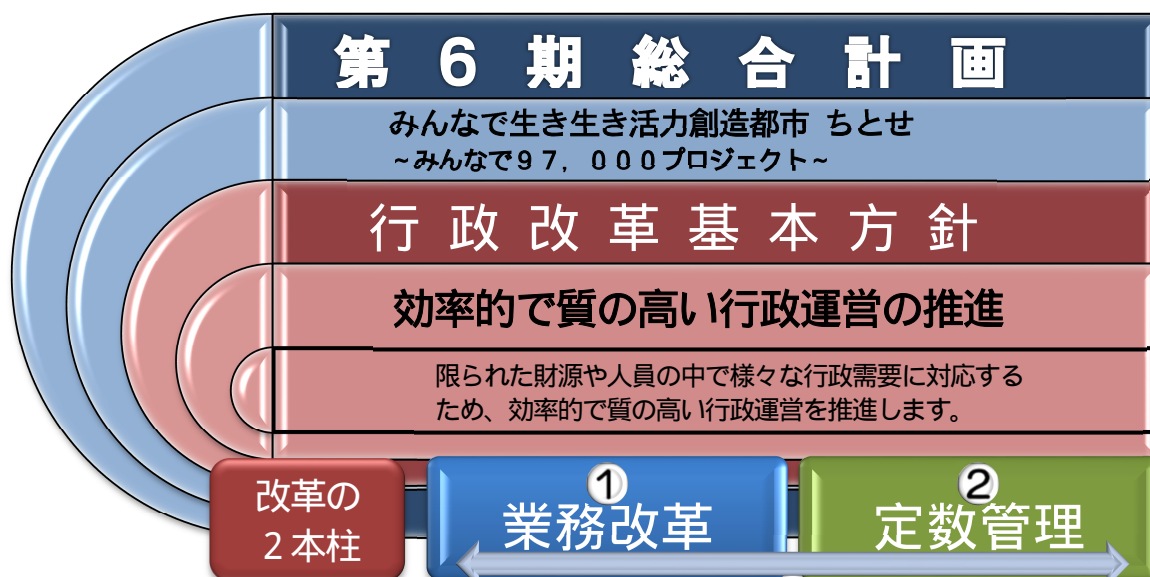 第６期総合計画
みんなで生き生き活力創造都市 ちとせ
~みんなで９７，０００プロジェクト~
行政改革基本方針
効率的で質の高い行政運営の推進
限られた財源や人員の中で様々な行政需要に対応する
ため、効率的で質の高い行政運営を推進します。
改革の
２本柱
①
業務改革
②
定数管理